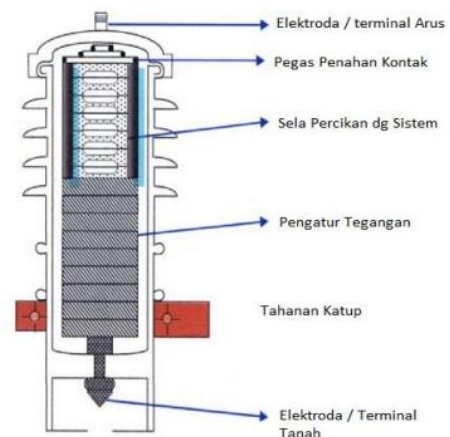 Elektroda / terminal Arus
Pegas Penahan Kontak
Sela Percikan dg Sistem
Pengatur Tegangan
Tahanan Katup
Elektroda / Terminal
Tanah